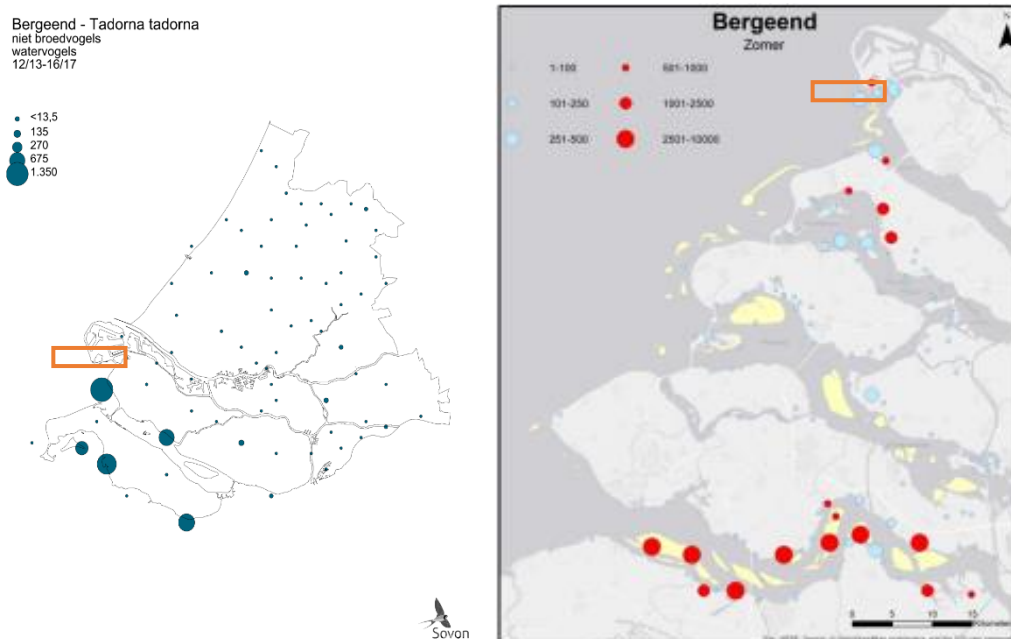 Bergeend - Tadorna tadorna
niet broedvogels
watervogels
12/13-16/17
<13,5
135
270
675
1.350
Sovon
Bergeend
Zomer
N
1-100
501-1000
101-250
1001-2500
251-500
2501-10000
0 5 10 15